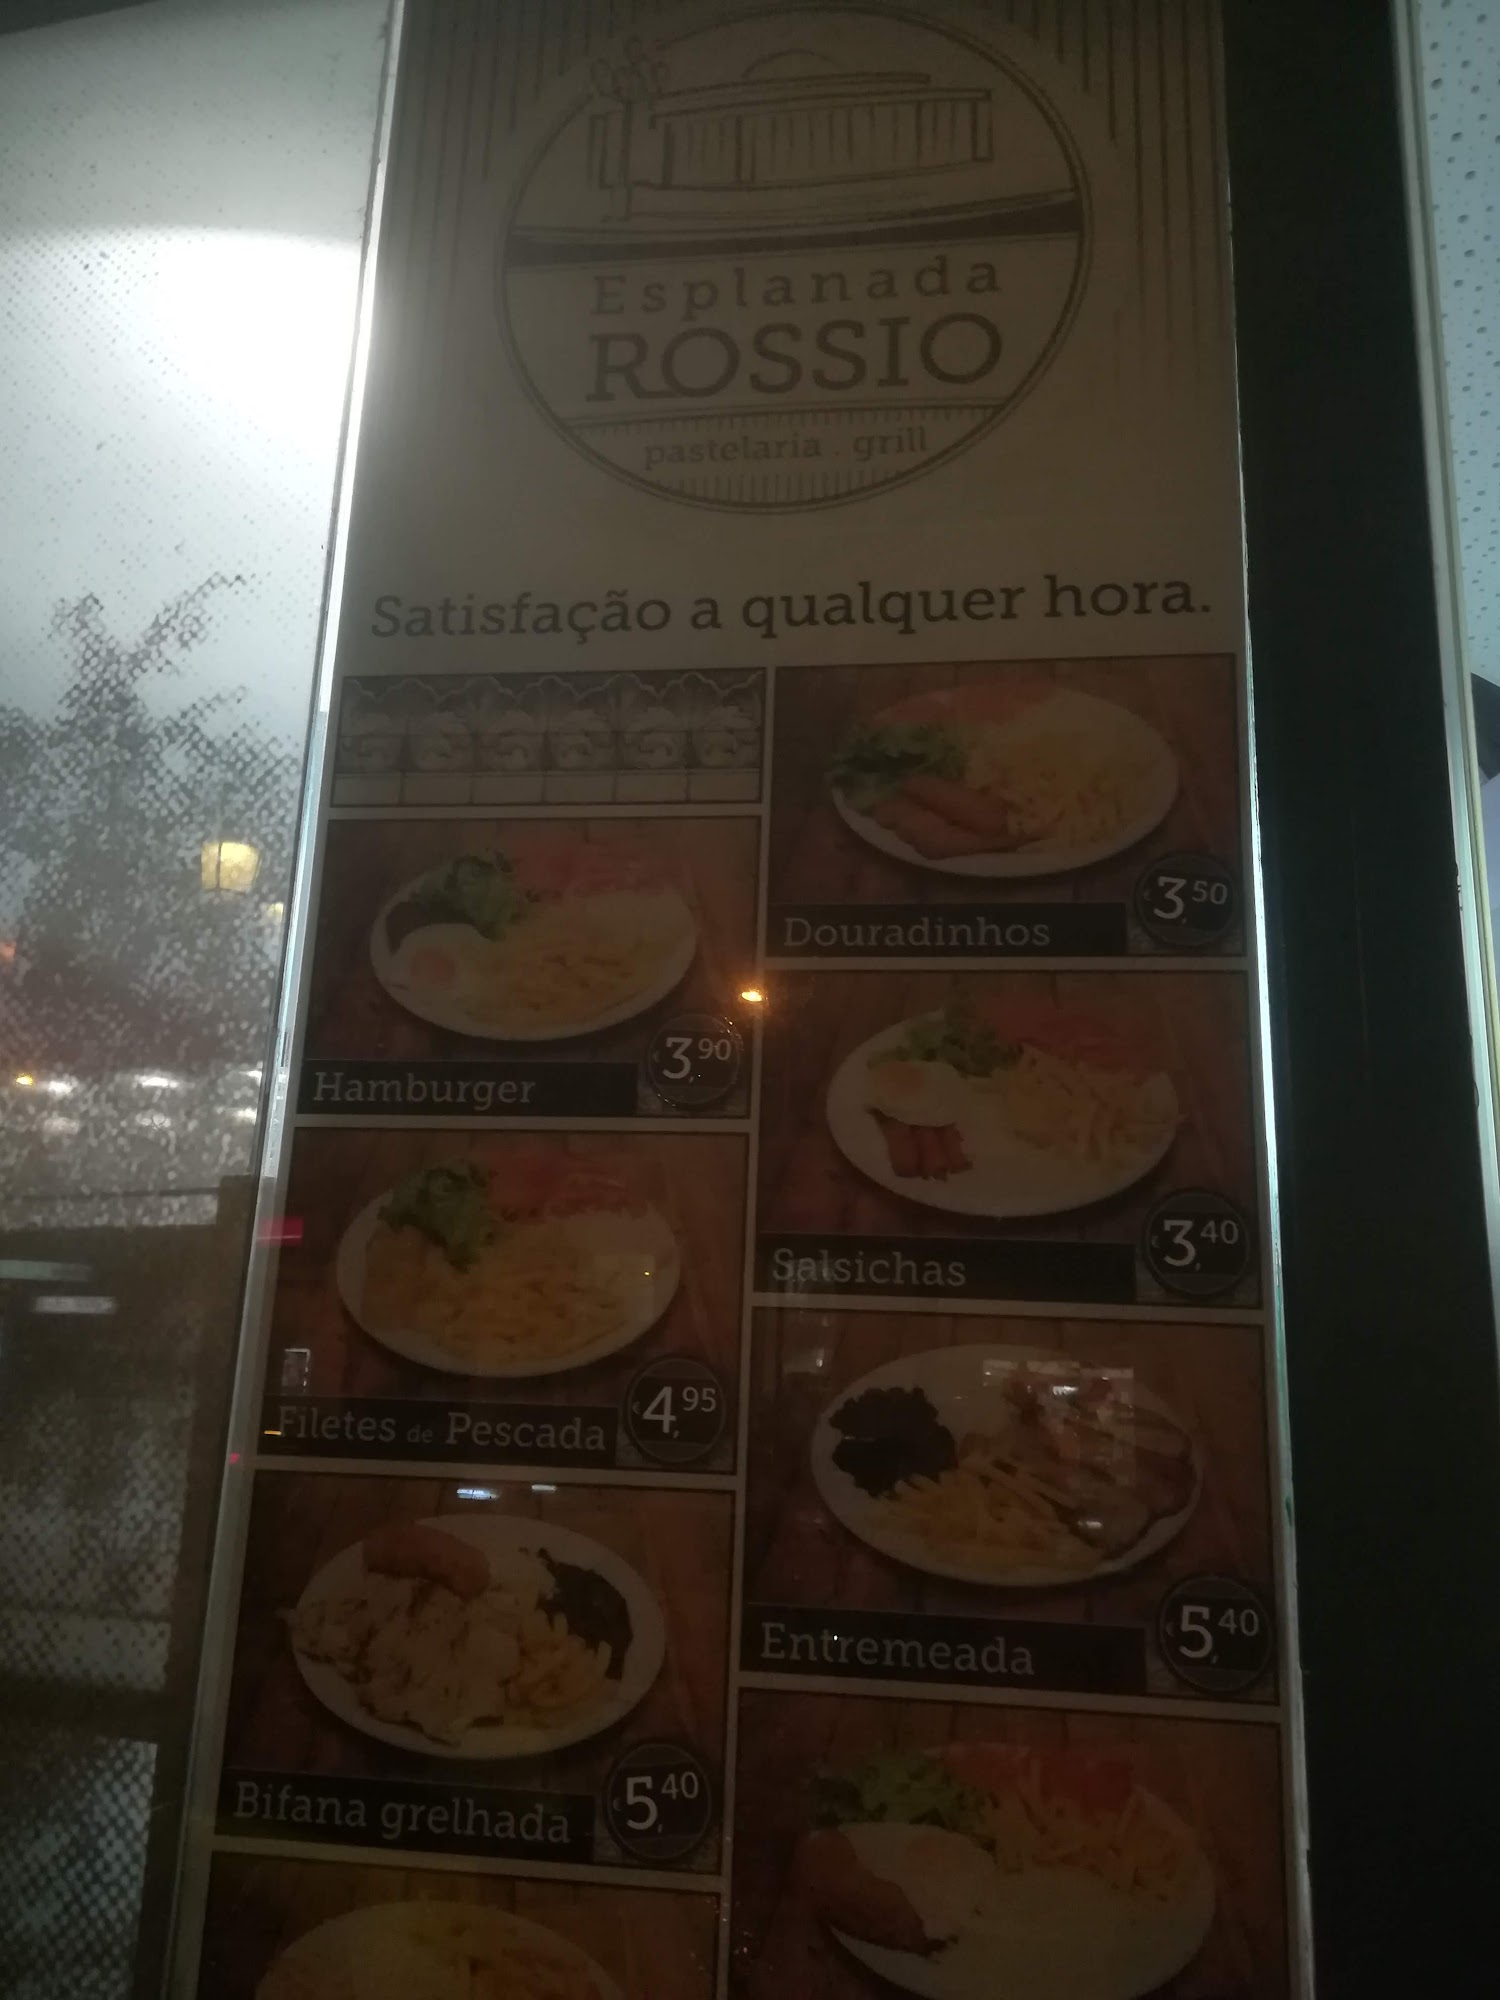 Esplanada
ROSSIO
pastelaria . grill
Satisfação a qualquer hora.
Douradinhos
€3,50
Hamburger
€3,90
Salsichas
€3,40
Filetes de Pescada
€4,95
Entremeada
€5,40
Bifana grelhada
€5,40